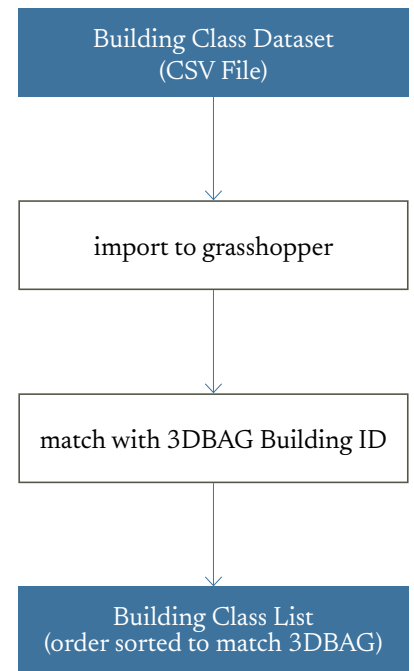 Building Class Dataset
(CSV File)
import to grasshopper
match with 3DBAG Building ID
Building Class List
(order sorted to match 3DBAG)